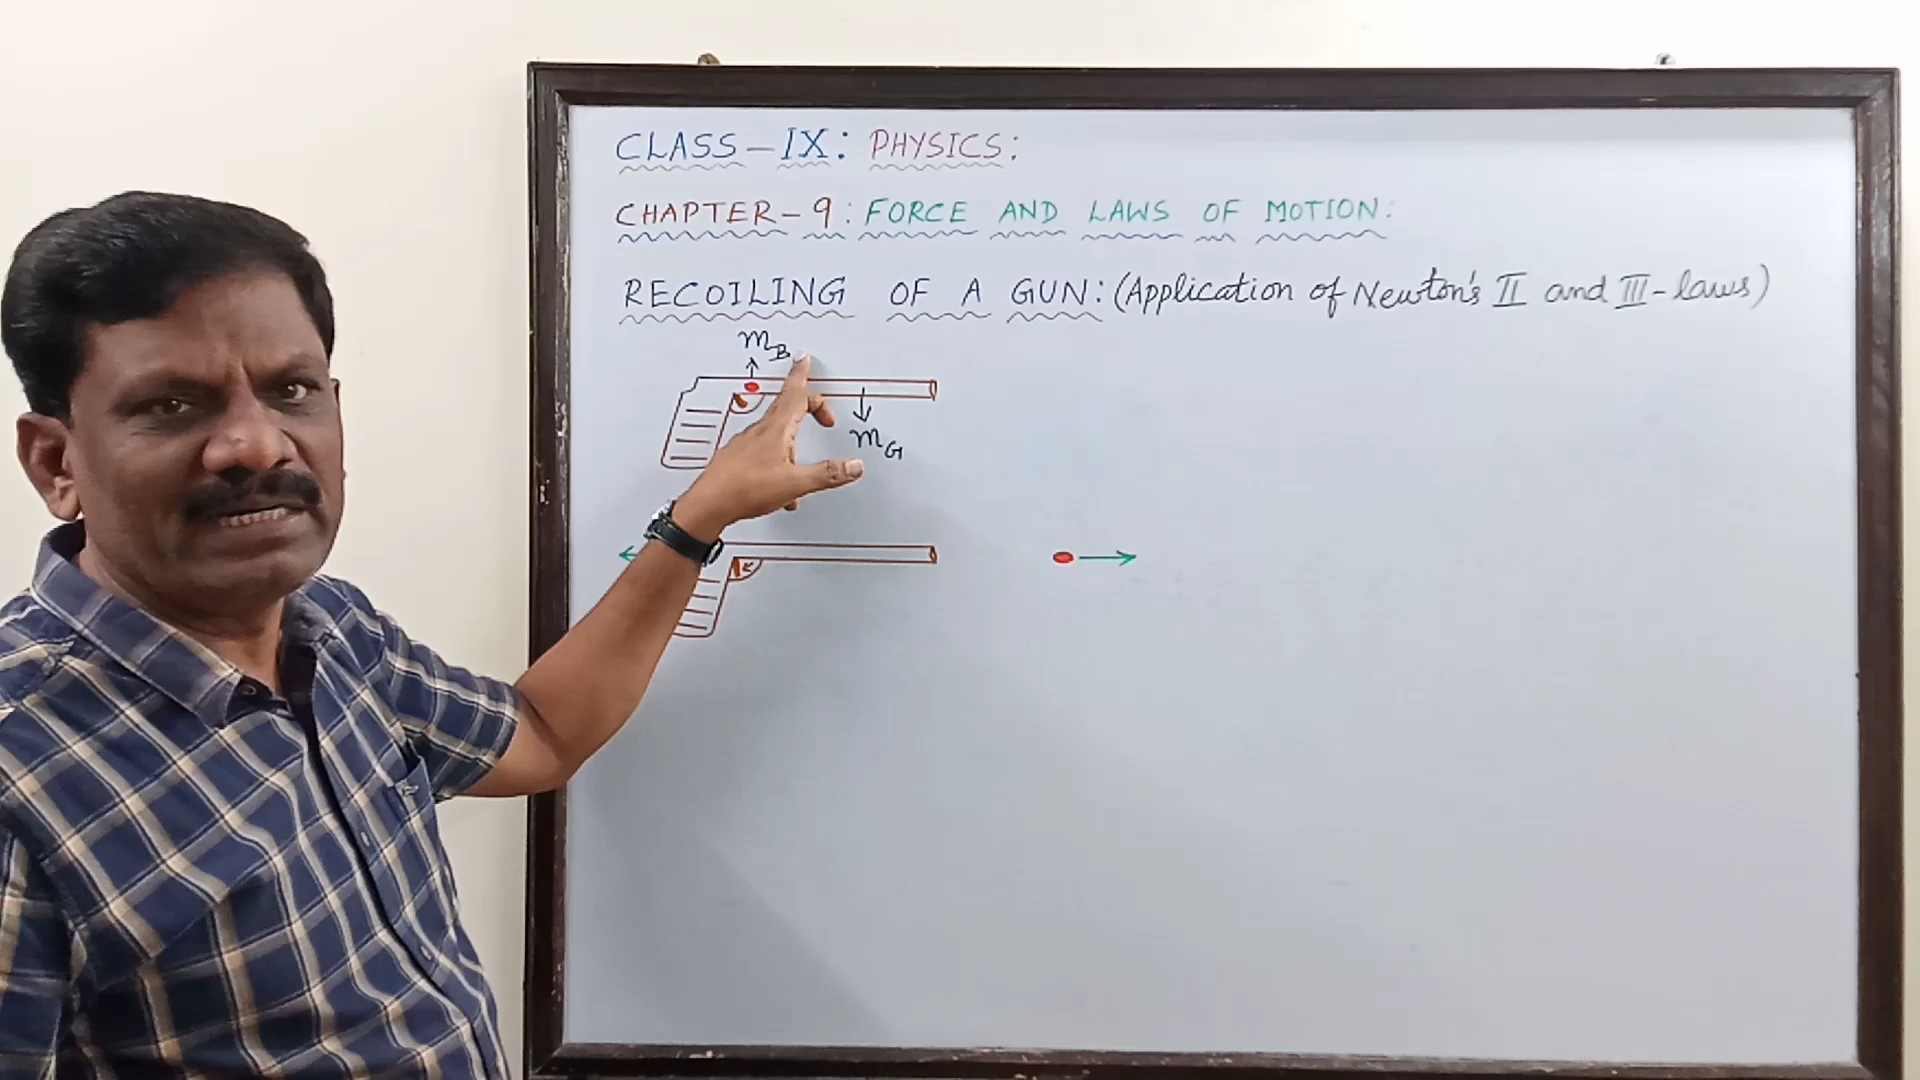 CLASS-IX: PHYSICS:
CHAPTER-9: FORCE AND LAWS OF MOTION:
RECOILING OF A GUN: (Application of Newton's II and III-laws)
m_B
m_G